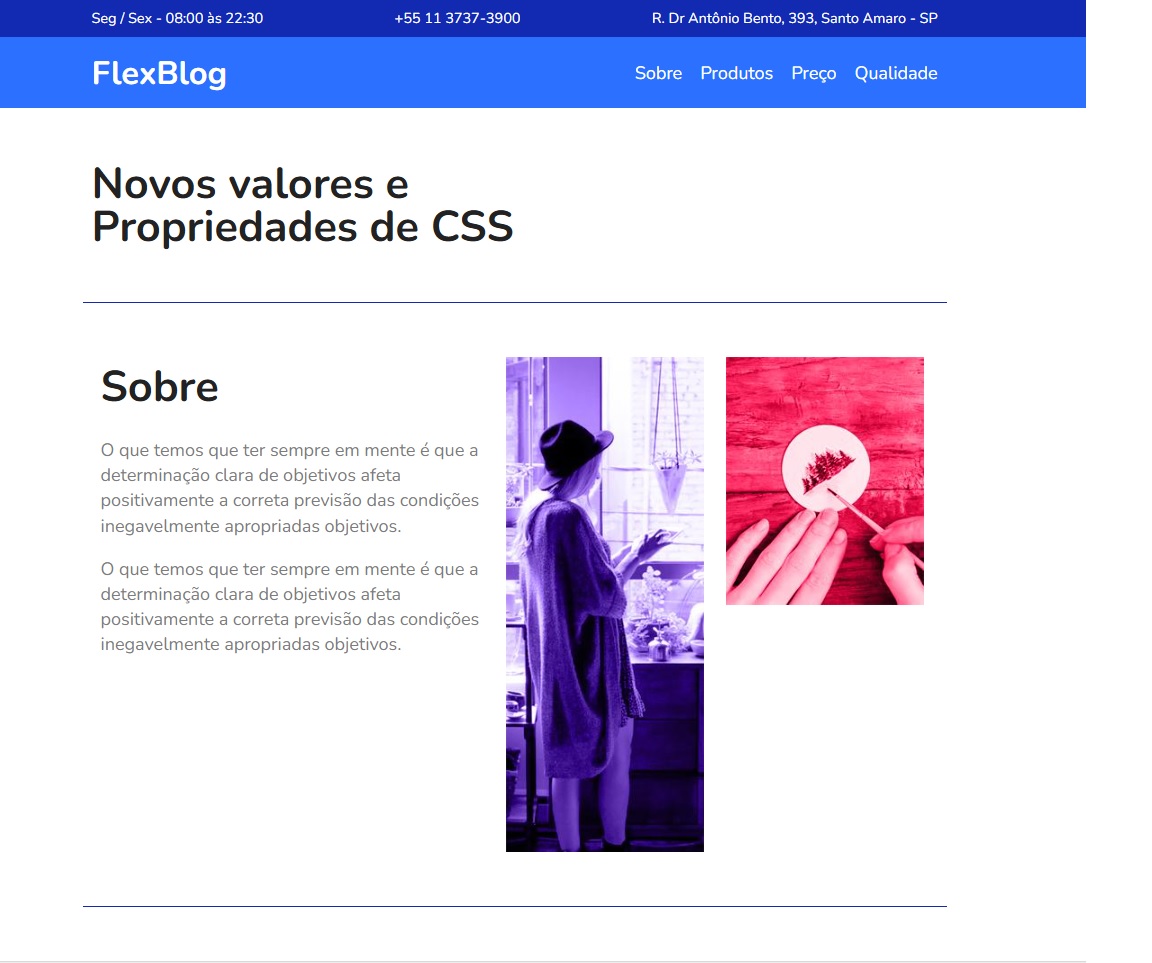 Seg / Sex - 08:00 às 22:30
+55 11 3737-3900
R. Dr Antônio Bento, 393, Santo Amaro - SP
FlexBlog
Sobre
Produtos
Preço
Qualidade
Novos valores e
Propriedades de CSS
Sobre
O que temos que ter sempre em mente é que a
determinação clara de objetivos afeta
positivamente a correta previsão das condições
inegavelmente apropriadas objetivos.
O que temos que ter sempre em mente é que a
determinação clara de objetivos afeta
positivamente a correta previsão das condições
inegavelmente apropriadas objetivos.